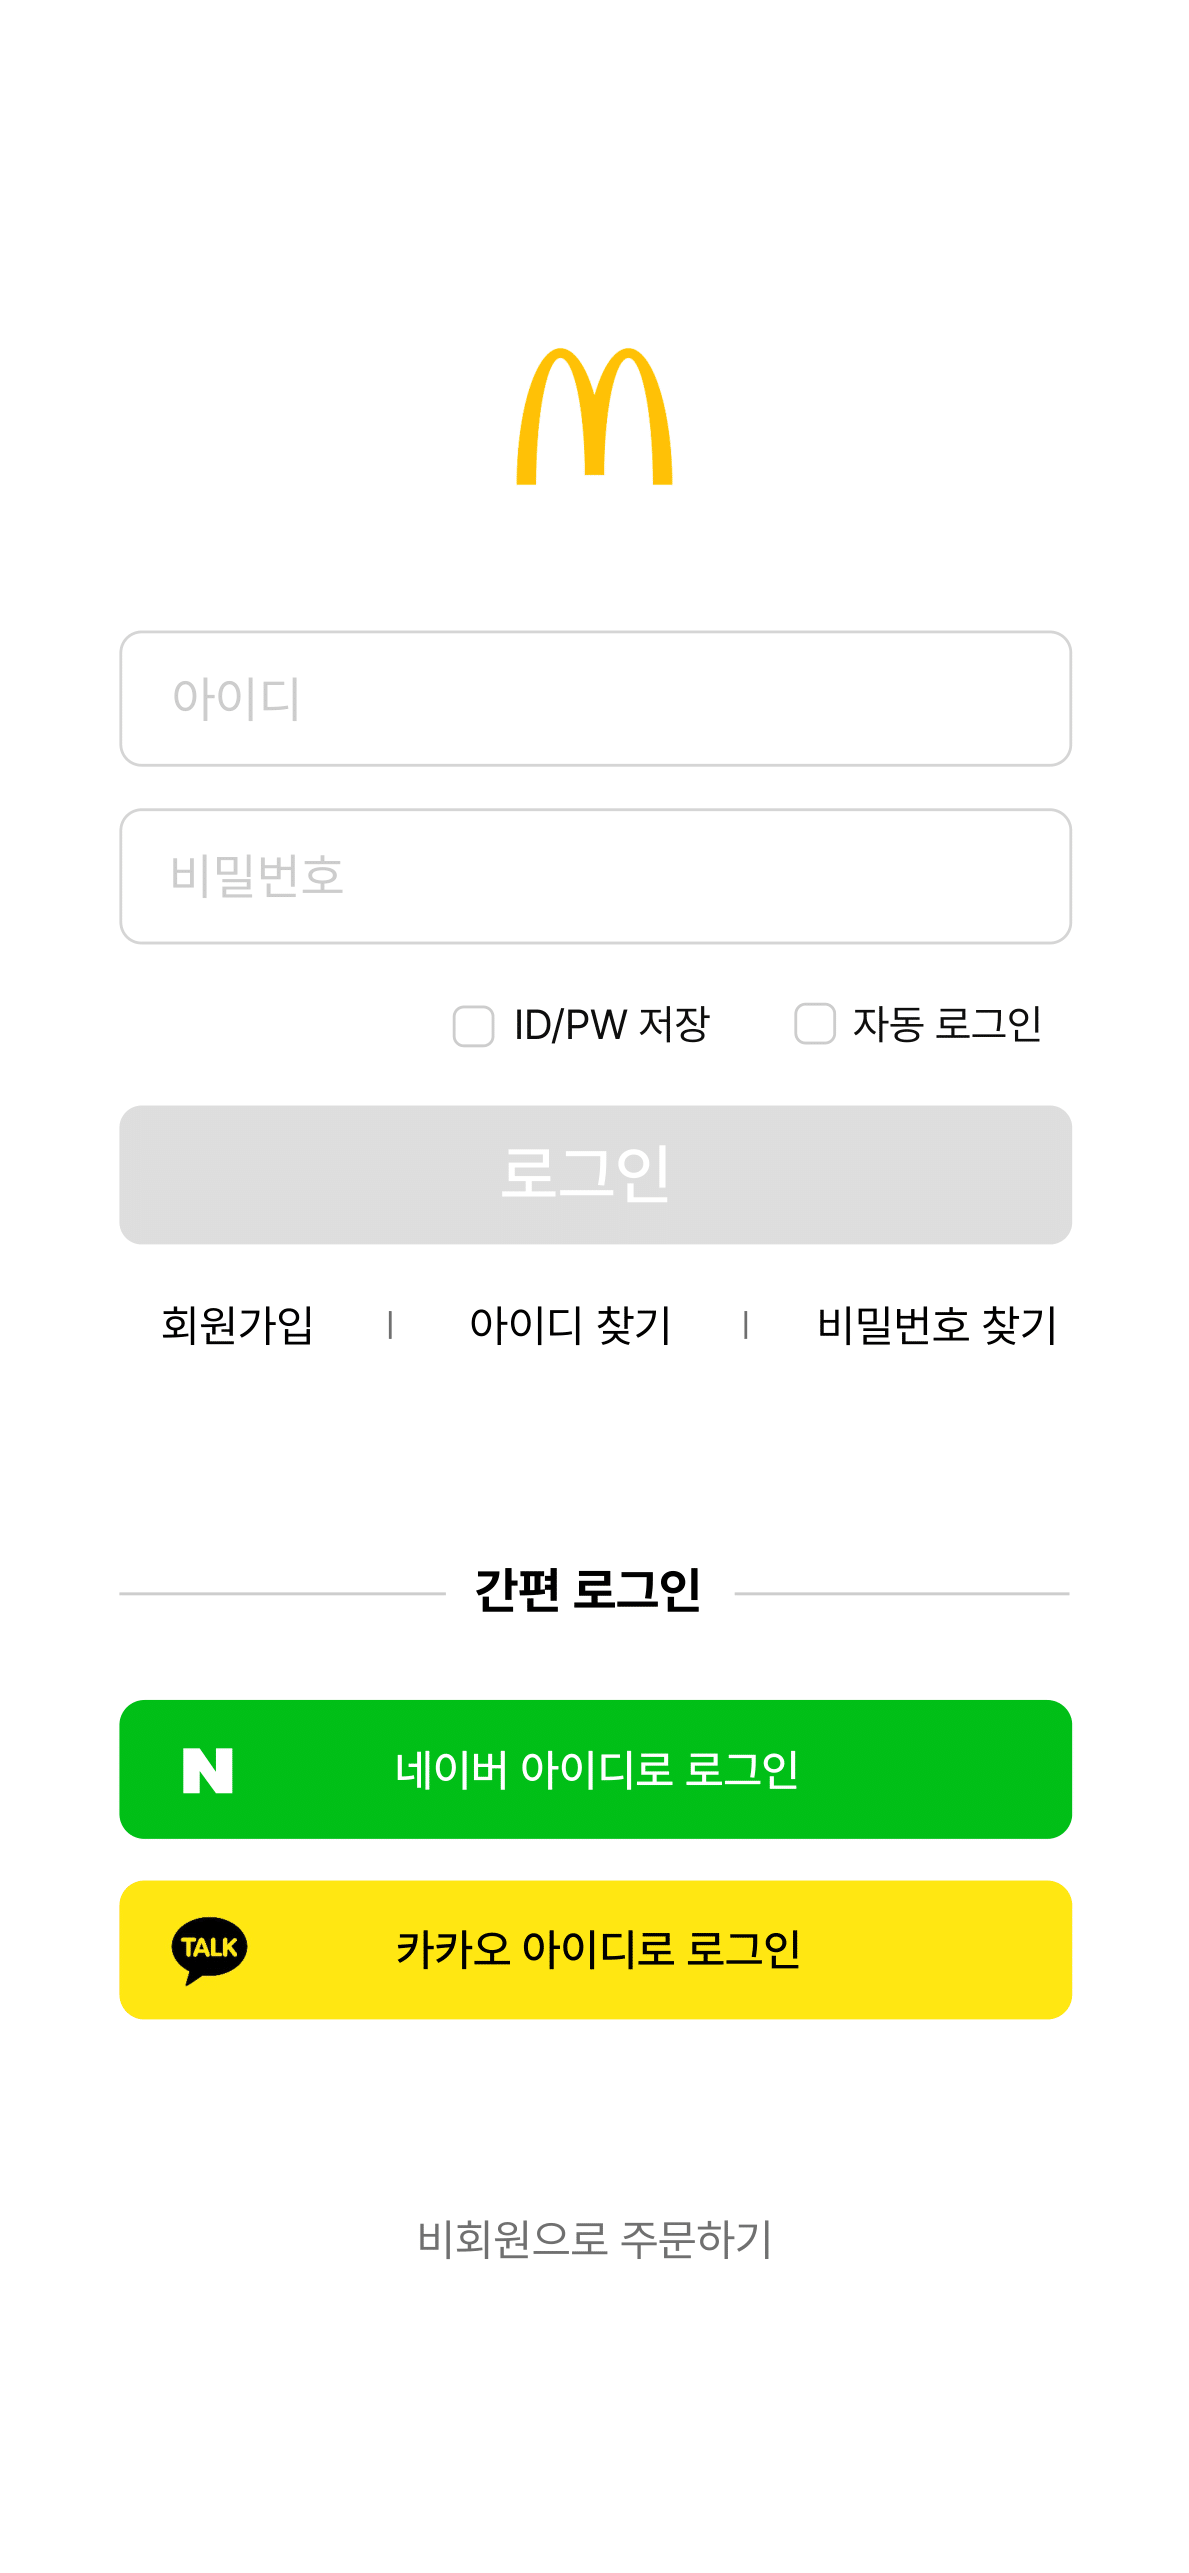 아이디
비밀번호
ID/PW 저장 자동 로그인
로그인
회원가입 | 아이디 찾기 | 비밀번호 찾기
간편 로그인
N 네이버 아이디로 로그인
TALK 카카오 아이디로 로그인
비회원으로 주문하기